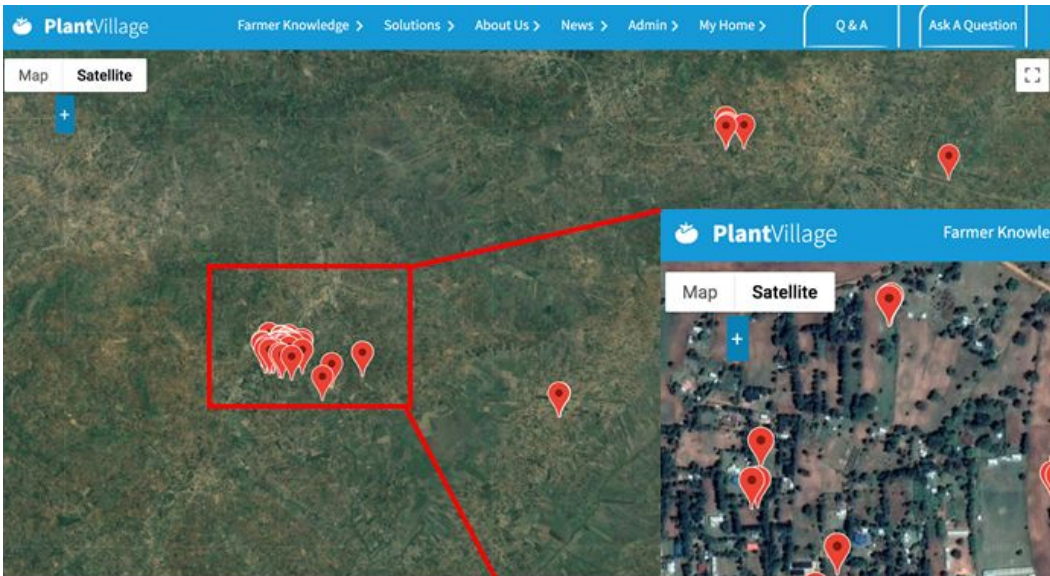 PlantVillage Farmer Knowledge > Solutions > About Us > News > Admin > My Home > Q & A Ask A Question
Map Satellite
+
PlantVillage Farmer Knowle
Map Satellite
+